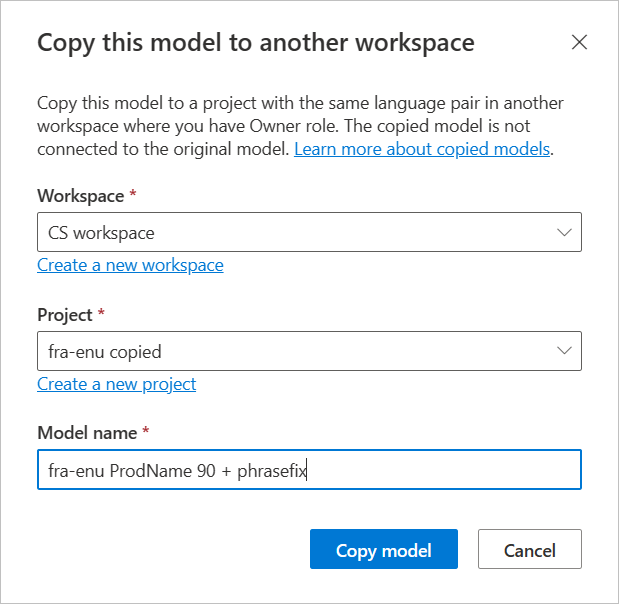 Copy this model to another workspace
Copy this model to a project with the same language pair in another
workspace where you have Owner role. The copied model is not
connected to the original model. Learn more about copied models.
Workspace *
CS workspace
Create a new workspace
Project *
fra-enu copied
Create a new project
Model name *
fra-enu ProdName 90 + phrasefix
Copy model
Cancel